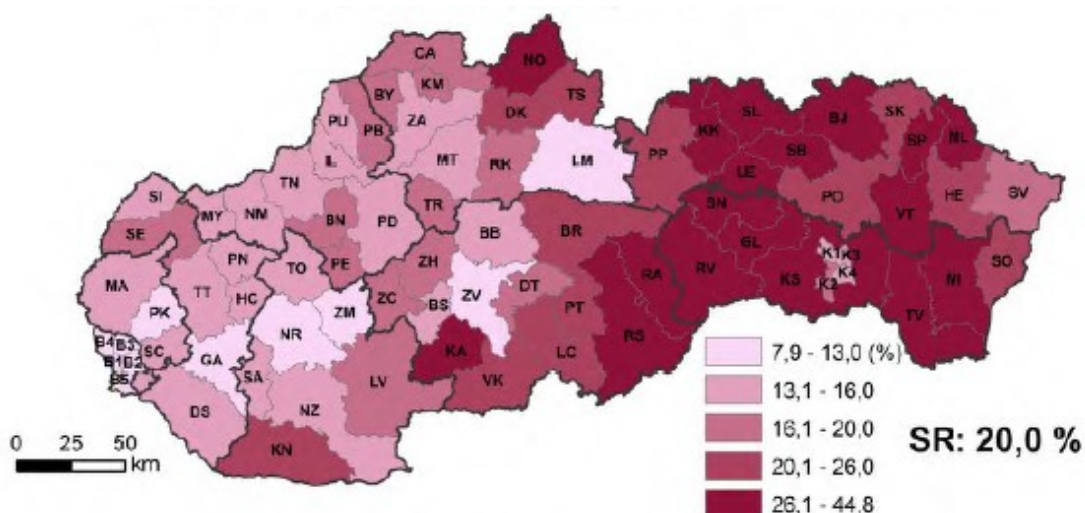 CA NO
BY KM TS
PU PB ZA DK
IL MT RK LM PP KK SL BJ SK ML
TN SB SP
LE
SI MY NM BN PD TR PO HE SV
VT
SE PE BB BR SN
PN TO ZH GL
MA TT HC ZC BS ZV DT RA RV KS K1 K3
K2 K4 MI SO
PK NR ZM PT TV
B4 B3 SC GA KA RS
B1 B2 SA LV LC
B5
DS NZ VK
KN
0 25 50
km
7,9 - 13,0 (%)
13,1 - 16,0
16,1 - 20,0
20,1 - 26,0
26,1 - 44,8
SR: 20,0 %